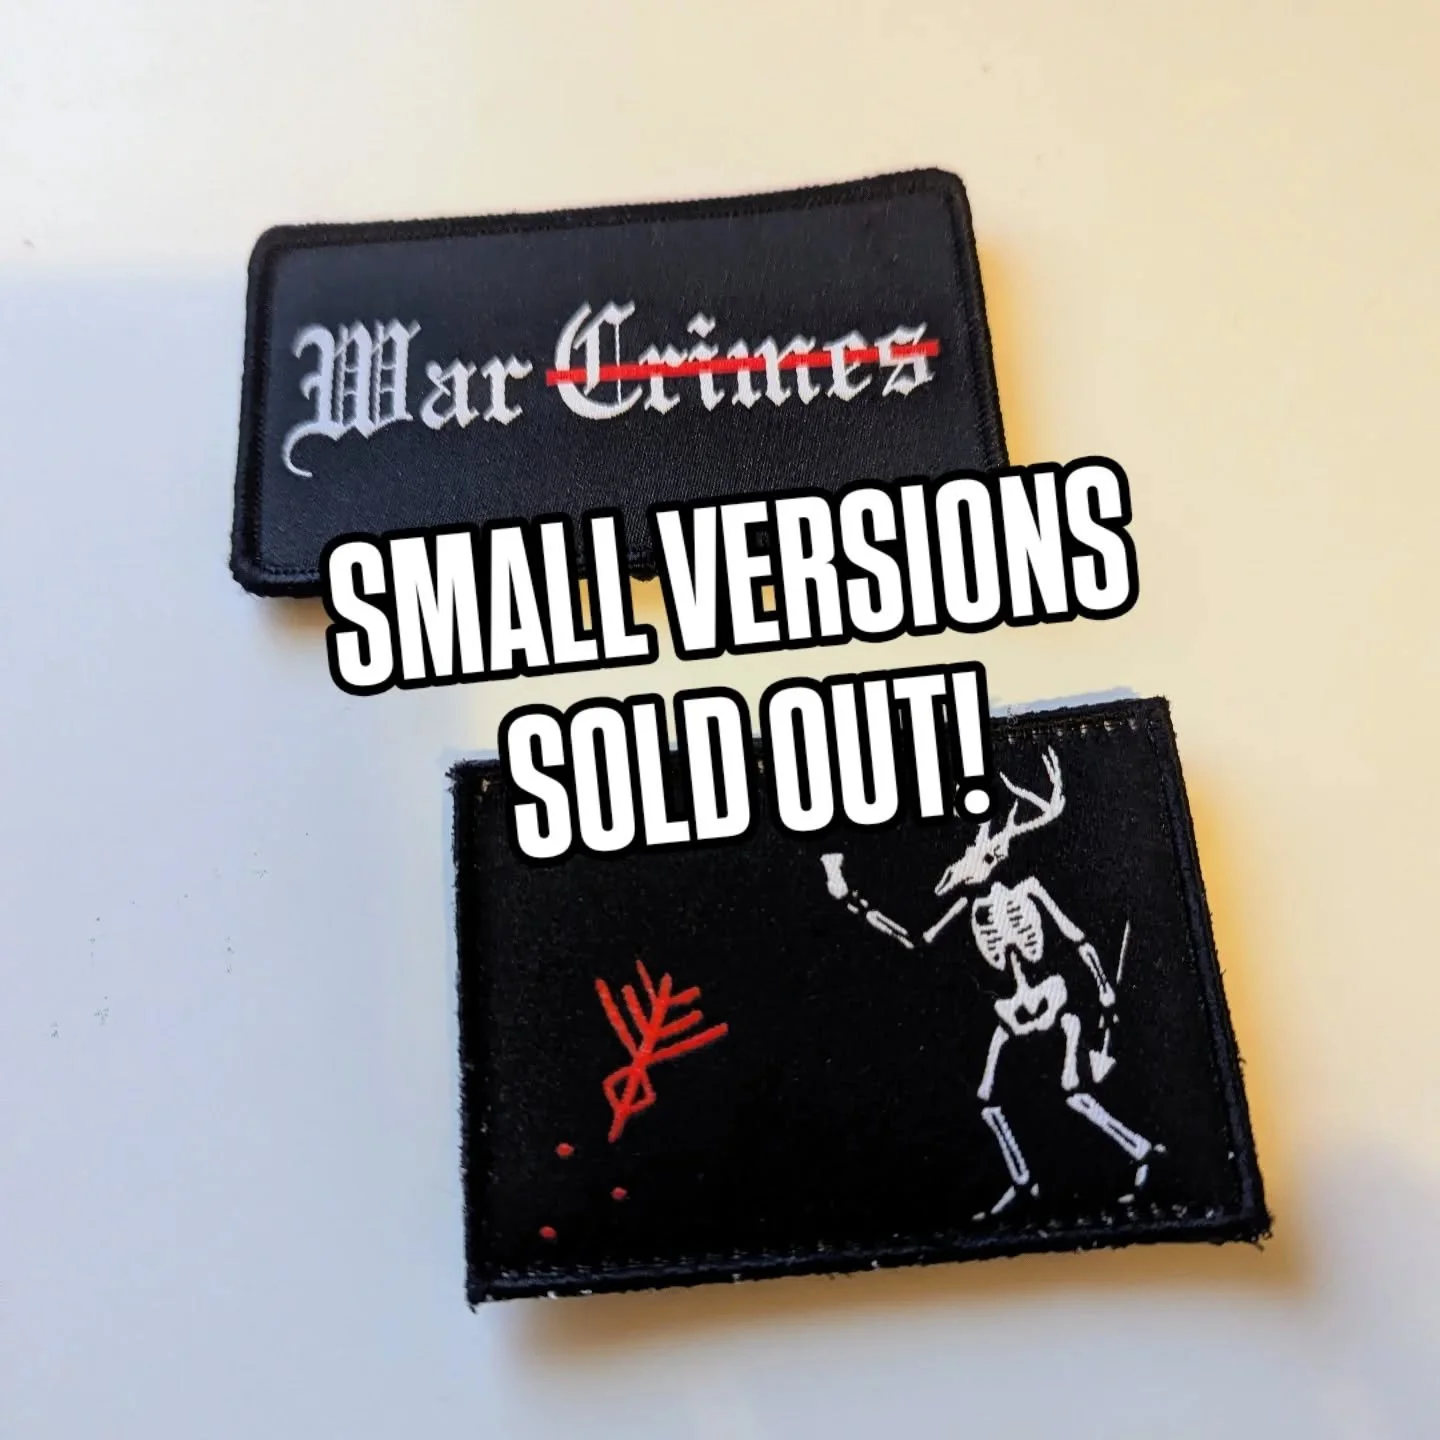 War Crimes
SMALL VERSIONS
SOLD OUT!